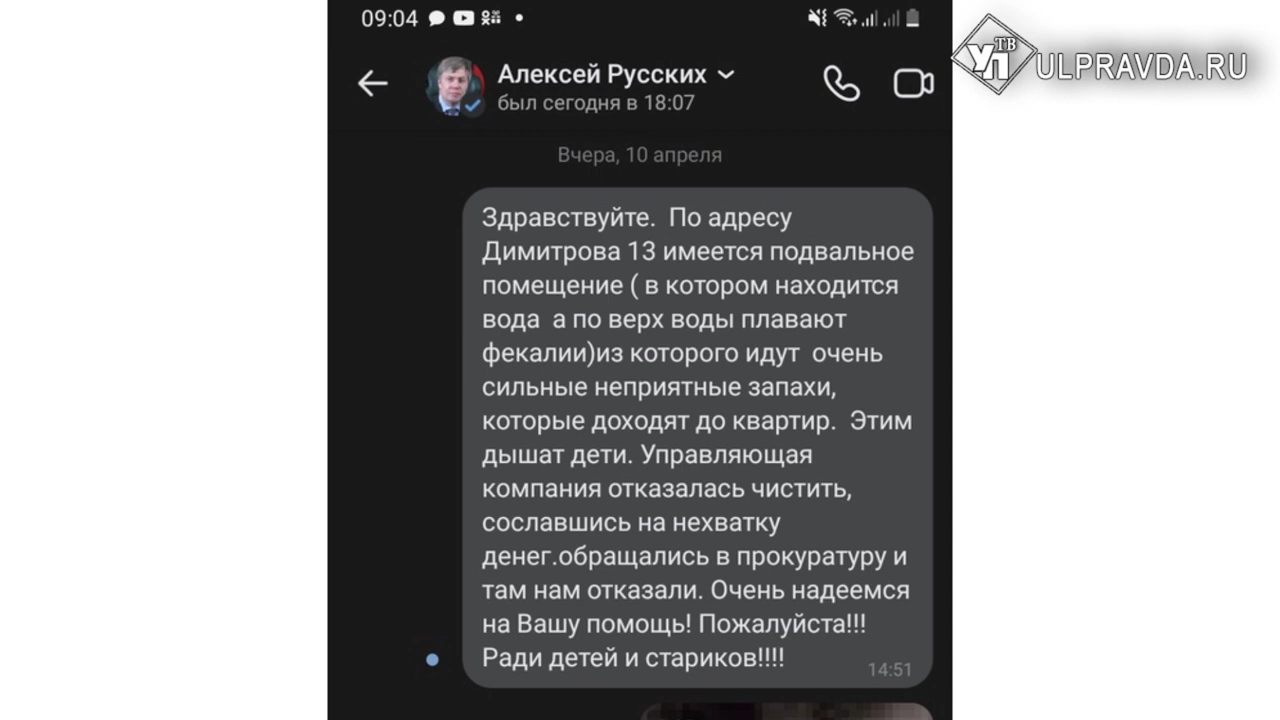 09:04
УП ТВ ULPRAVDA.RU
Алексей Русских
был сегодня в 18:07
Вчера, 10 апреля
Здравствуйте.  По адресу
Димитрова 13 имеется подвальное
помещение ( в котором находится
вода  а по верх воды плавают
фекалии)из которого идут  очень
сильные неприятные запахи,
которые доходят до квартир.  Этим
дышат дети. Управляющая
компания отказалась чистить,
сославшись на нехватку
денег.обращались в прокуратуру и
там нам отказали. Очень надеемся
на Вашу помощь! Пожалуйста!!!
Ради детей и стариков!!!!
14:51